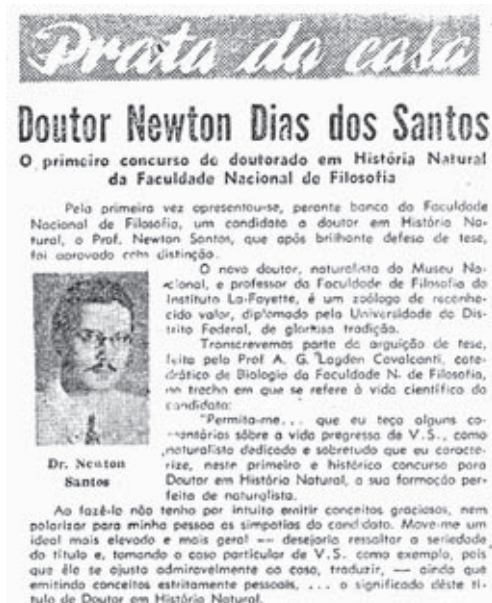 Prata da casa
Doutor Newton Dias dos Santos
O primeiro concurso de doutorado em História Natural
da Faculdade Nacional de Filosofia
Pela primeira vez apresentou-se, perante banca da Faculdade
Nacional de Filosofia, um candidato a doutor em História Na-
tural, o Prof. Newton Santos, que após brilhante defesa de tese,
foi aprovado com distinção.
O novo doutor, naturalista do Museu Na-
cional, e professor da Faculdade de Filosofia do
Instituto La-Fayette, é um zoólogo de reconhe-
cido valor, diplomado pela Universidade do Dis-
trito Federal, de gloriosa tradição.
Transcrevemos parte da arguição de tese,
feita pelo Prof A. G. Lagden Cavalcanti, cate-
drático de Biologia da Faculdade N. de Filosofia,
no trecho em que se refere à vida científica do
candidato:
"Permita-me... que eu teça alguns co-
mentários sôbre a vida pregressa de V.S., como
naturalista dedicado e sobretudo que eu caracte-
rize, neste primeiro e histórico concurso para
Doutor em História Natural, a sua formação per-
feita de naturalista.
Dr. Newton
Santos
Ao fazê-lo não tenho por intuito emitir conceitos graciosos, nem
polarizar para minha pessoa as simpatias do candidato. Move-me um
ideal mais elevado e mais geral — desejaria ressaltar a seriedade
do título e, tomando o caso particular de V.S. como exemplo, pois
que êle se ajusta admiravelmente ao caso, traduzir, — ainda que
emitindo conceitos estritamente pessoais, ... o significado dêste tí-
tulo de Doutor em História Natural.